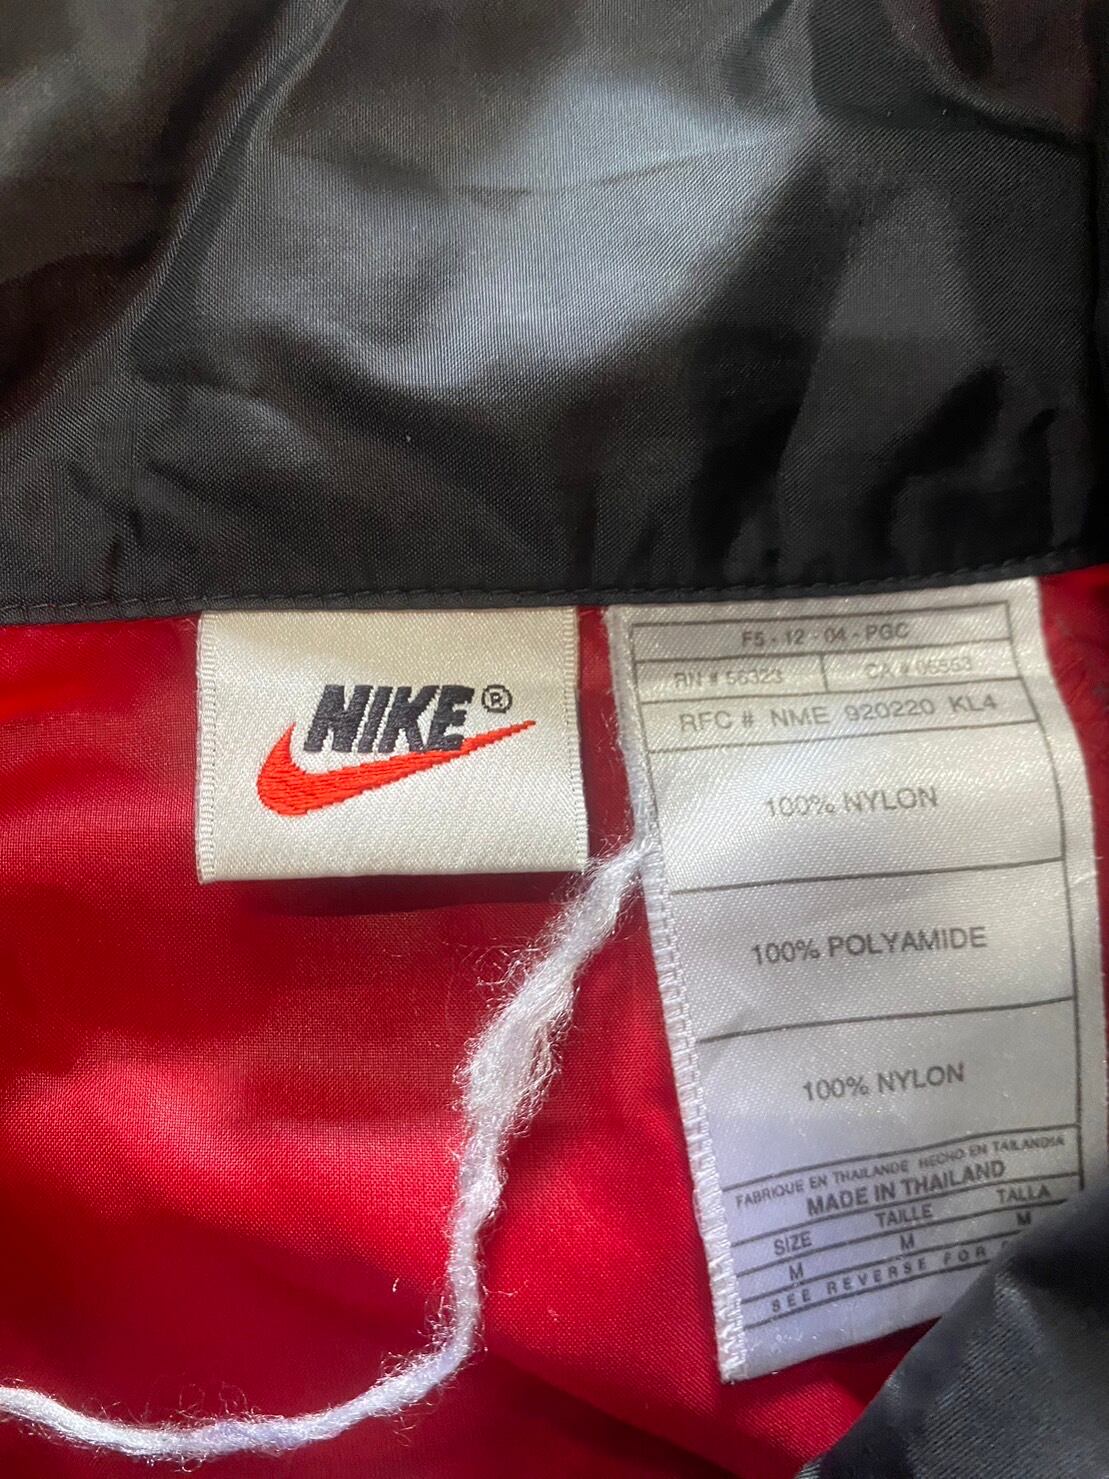 NIKE®
F5 - 12 - 04 - PGC
RN # 56323 CA # 05553
RFC # NME 920220 KL4
100% NYLON
100% POLYAMIDE
100% NYLON
FABRIQUE EN THAILANDE HECHO EN TAILANDIA
MADE IN THAILAND
SIZE TAILLE TALLA
M M M
SEE REVERSE FOR